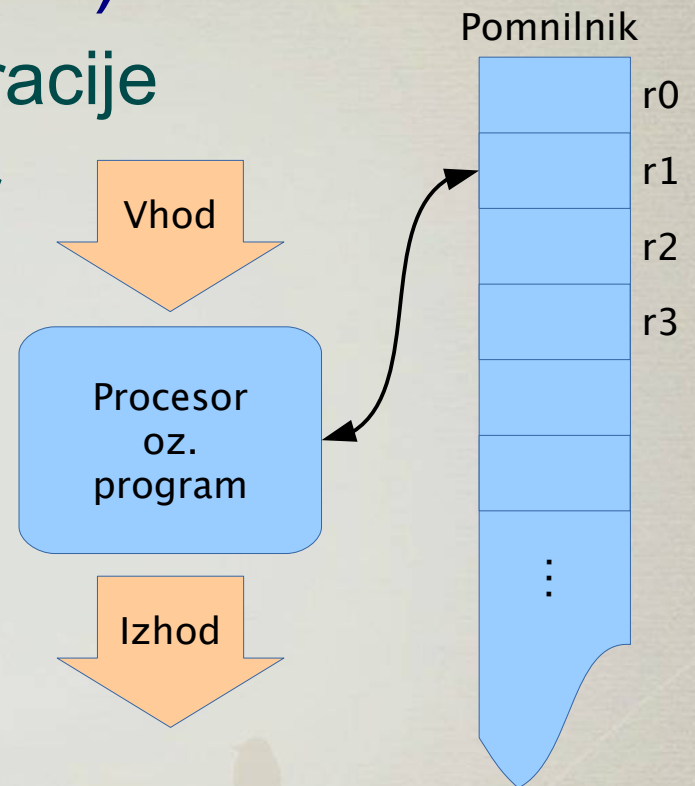 )
racije
Pomnilnik
r0
r1
r2
r3
Vhod
Procesor
oz.
program
Izhod
...